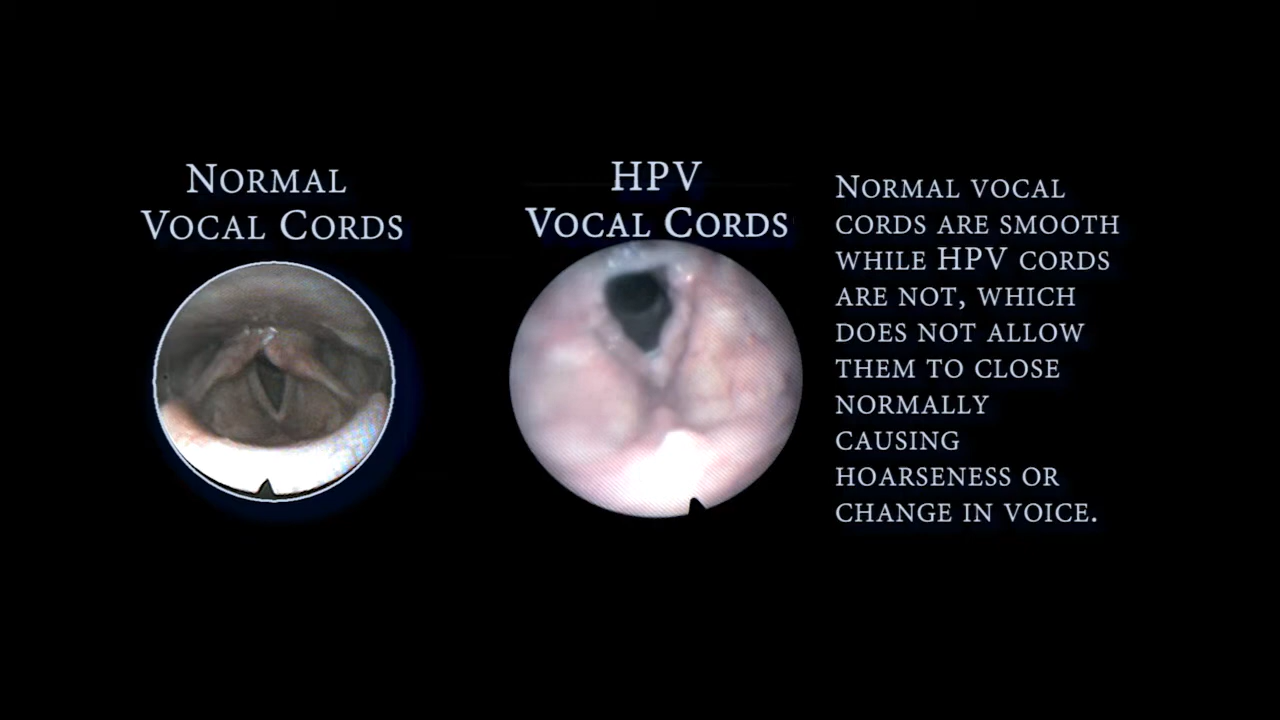 NORMAL
VOCAL CORDS
HPV
VOCAL CORDS
NORMAL VOCAL
CORDS ARE SMOOTH
WHILE HPV CORDS
ARE NOT, WHICH
DOES NOT ALLOW
THEM TO CLOSE
NORMALLY
CAUSING
HOARSENESS OR
CHANGE IN VOICE.